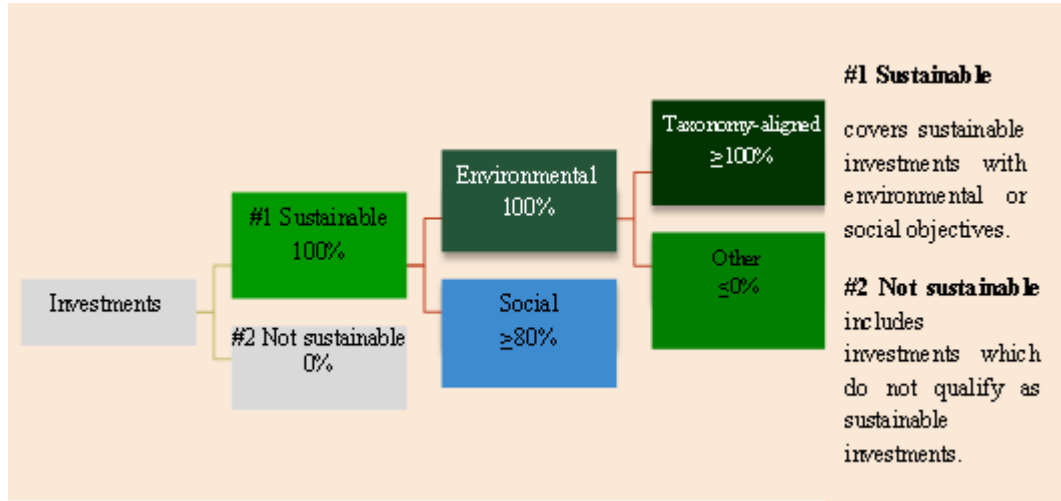 Investments
#1 Sustainable
100%
#2 Not sustainable
0%
Environmental
100%
Social
≥80%
Taxonomy-aligned
≥100%
Other
≤0%
#1 Sustainable
covers sustainable
investments with
environmental or
social objectives.
#2 Not sustainable
includes
investments which
do not qualify as
sustainable
investments.